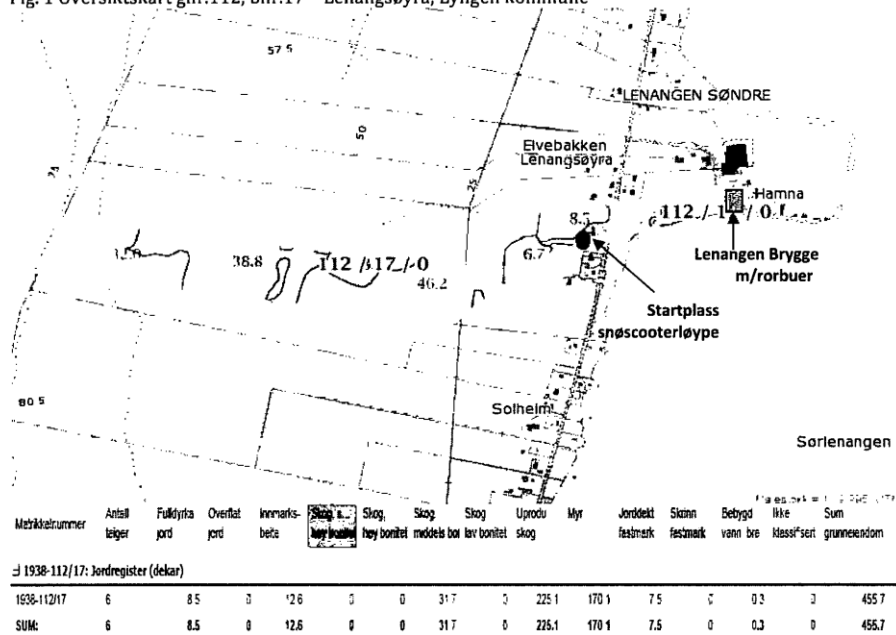 Fig. 1 Oversiktskart gnr.:112, bnr.:17 – Lenangsøyra, Lyngen kommune
57 5
LENANGEN SØNDRE
50
Elvebakken
Lenangsøyra
25
Hamna
8.5
112 / 1 / 0
6.7
Lenangen Brygge
m/rorbuer
38.8
112 / 17 / 0
46.2
Startplass
snøscooterløype
80 5
Solheim
Sørlenangen
Matrikkelnummer Antall teiger Fulldyrka jord Overflat jord Innmarks-beite Skog, s... høy bonitet Skog, høy bonitet Skog middels bon Skog lav bonitet Uprodu skog Myr Jorddekt fastmark Skrinn fastmark Bebygd vann bre Ikke klassifisert Sum grunneiendom
1938-112/17: Jordregister (dekar)
1938-112/17 6 8.5 0 12.6 0 0 31.7 0 225.1 170.1 7.5 0 0.3 0 455.7
SUM: 6 8.5 0 12.6 0 0 31.7 0 225.1 170.1 7.5 0 0.3 0 455.7